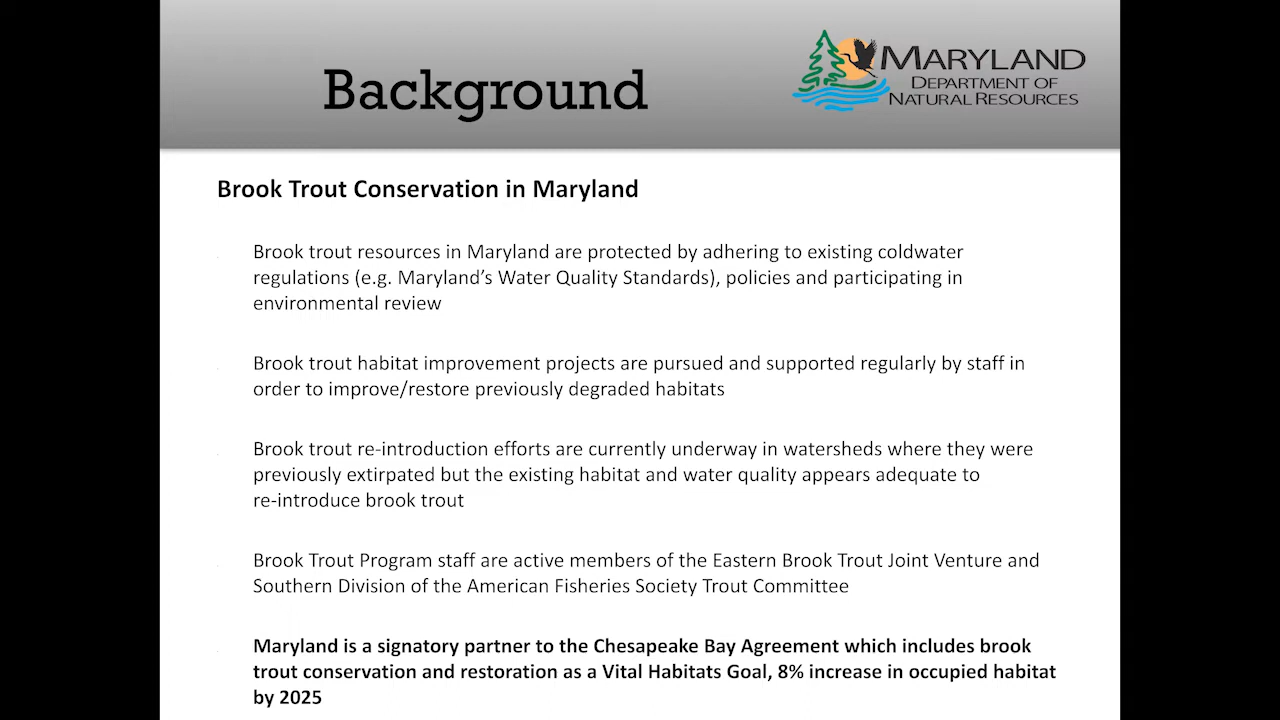 Background
MARYLAND
DEPARTMENT OF
NATURAL RESOURCES
Brook Trout Conservation in Maryland
Brook trout resources in Maryland are protected by adhering to existing coldwater
regulations (e.g. Maryland’s Water Quality Standards), policies and participating in
environmental review
Brook trout habitat improvement projects are pursued and supported regularly by staff in
order to improve/restore previously degraded habitats
Brook trout re-introduction efforts are currently underway in watersheds where they were
previously extirpated but the existing habitat and water quality appears adequate to
re-introduce brook trout
Brook Trout Program staff are active members of the Eastern Brook Trout Joint Venture and
Southern Division of the American Fisheries Society Trout Committee
Maryland is a signatory partner to the Chesapeake Bay Agreement which includes brook
trout conservation and restoration as a Vital Habitats Goal, 8% increase in occupied habitat
by 2025